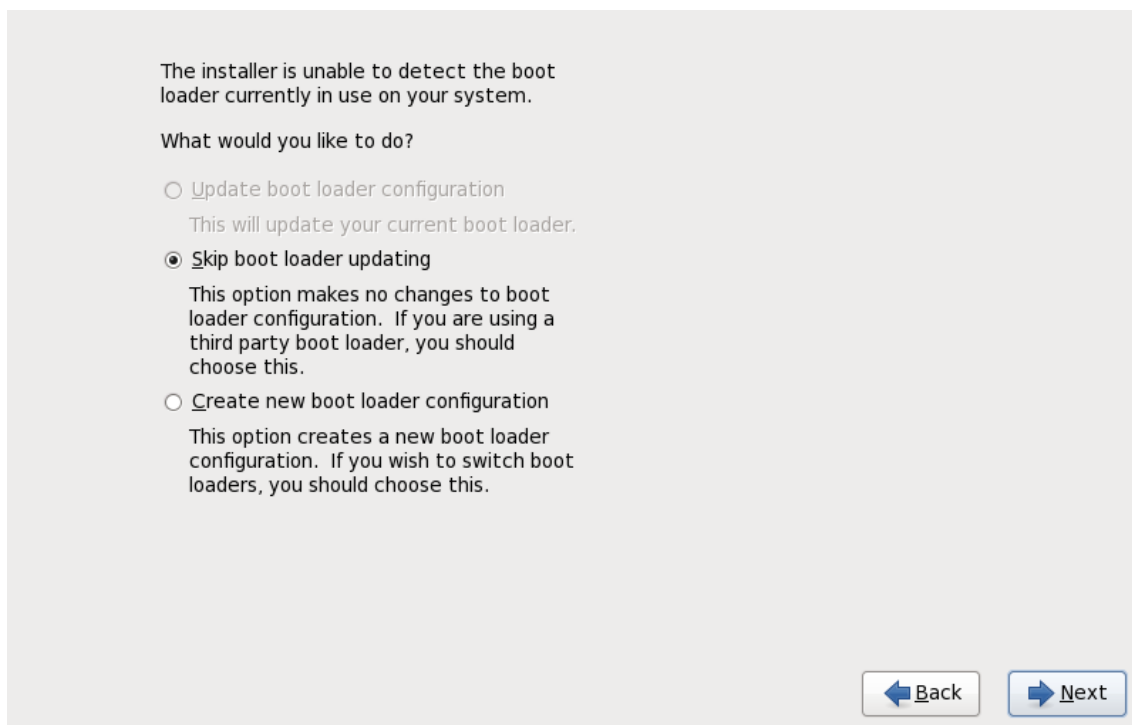 The installer is unable to detect the boot
loader currently in use on your system.
What would you like to do?
Update boot loader configuration
This will update your current boot loader.
Skip boot loader updating
This option makes no changes to boot
loader configuration.  If you are using a
third party boot loader, you should
choose this.
Create new boot loader configuration
This option creates a new boot loader
configuration.  If you wish to switch boot
loaders, you should choose this.
Back
Next